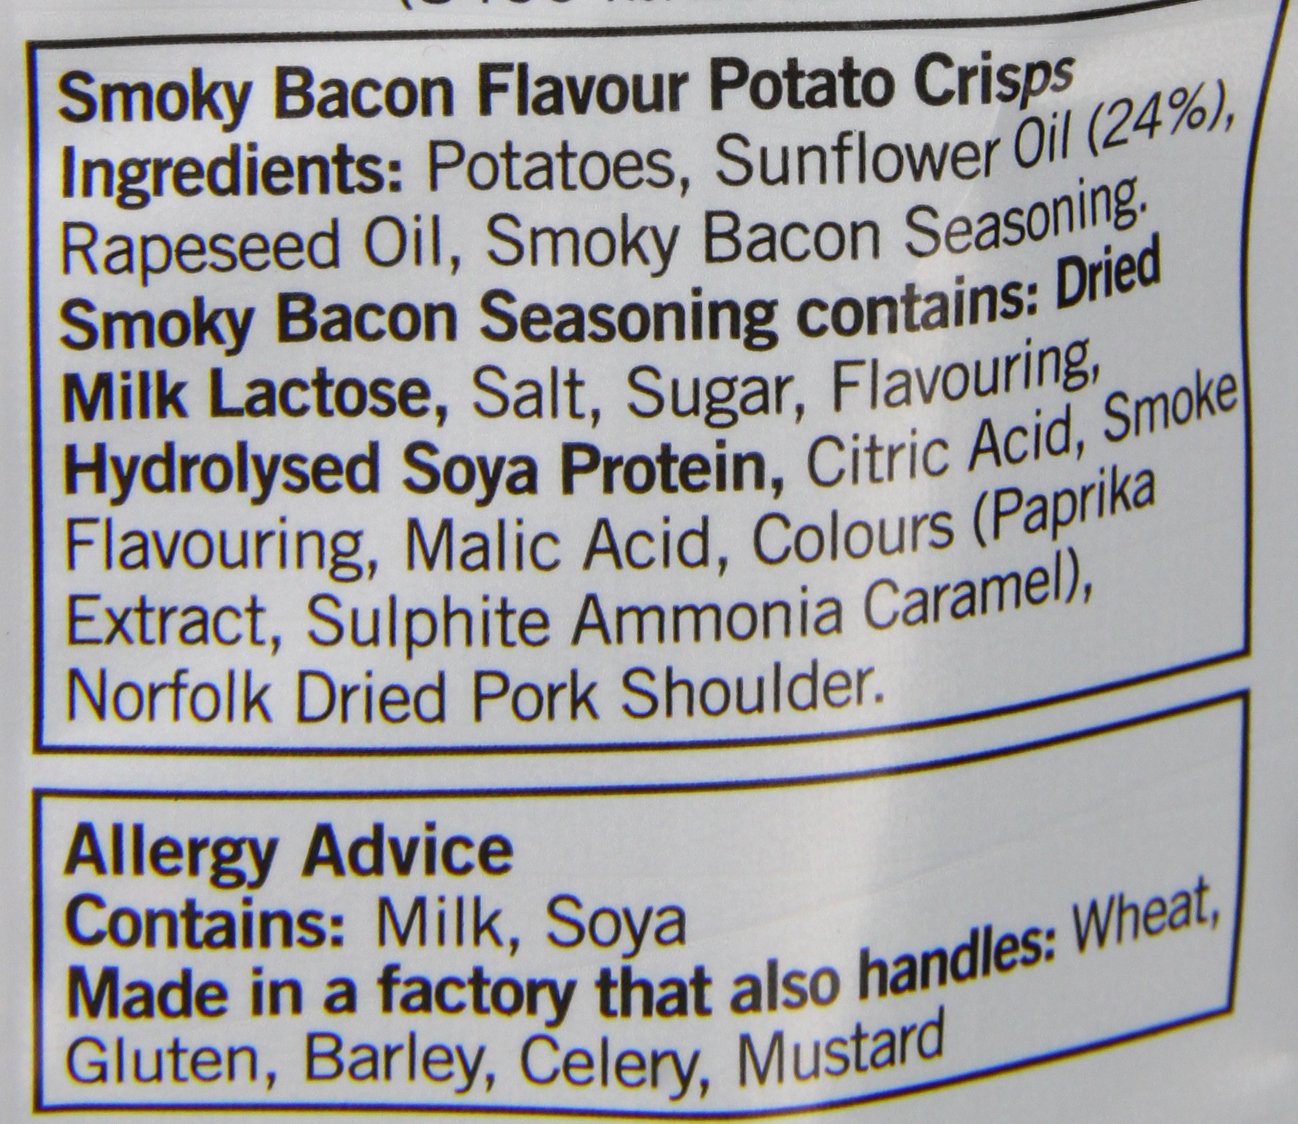 Smoky Bacon Flavour Potato Crisps
Ingredients: Potatoes, Sunflower Oil (24%),
Rapeseed Oil, Smoky Bacon Seasoning.
Smoky Bacon Seasoning contains: Dried
Milk Lactose, Salt, Sugar, Flavouring,
Hydrolysed Soya Protein, Citric Acid, Smoke
Flavouring, Malic Acid, Colours (Paprika
Extract, Sulphite Ammonia Caramel),
Norfolk Dried Pork Shoulder.
Allergy Advice
Contains: Milk, Soya
Made in a factory that also handles: Wheat,
Gluten, Barley, Celery, Mustard